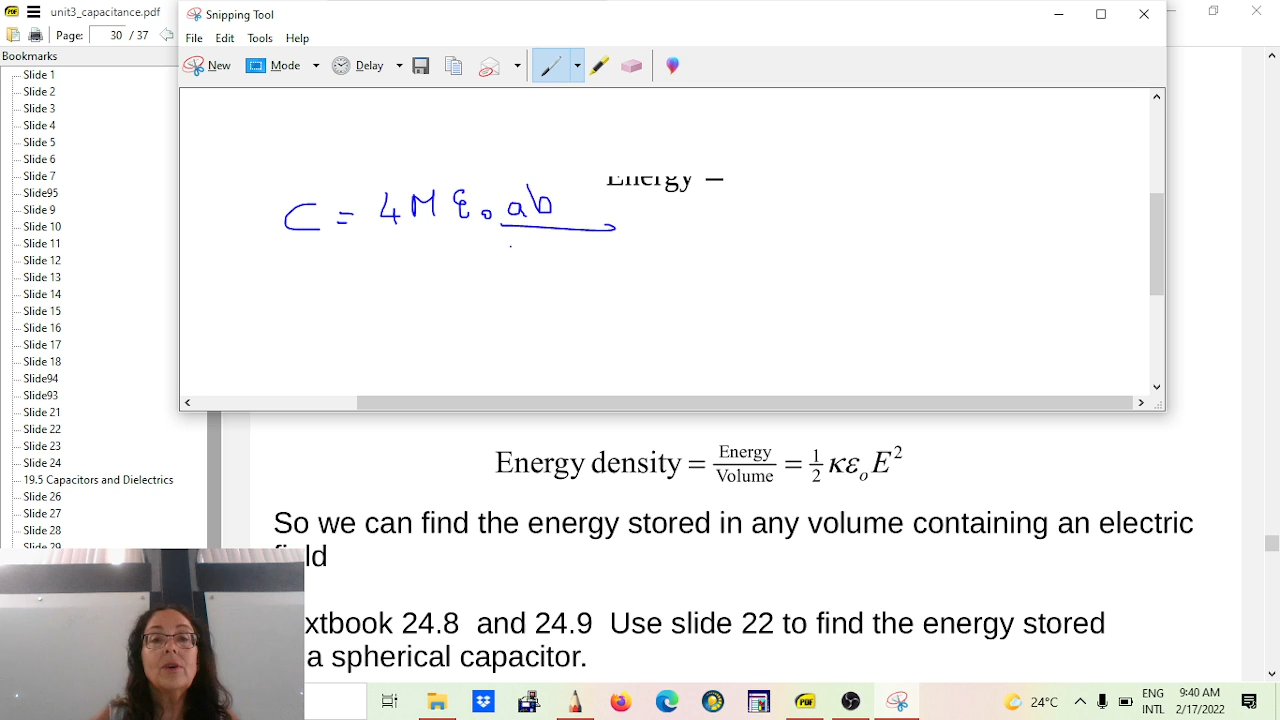 unit3_capacitance.pdf
Page: 30 / 37
Bookmarks
Slide 1
Slide 2
Slide 3
Slide 4
Slide 5
Slide 6
Slide 7
Slide95
Slide 9
Slide 10
Slide 11
Slide 12
Slide 13
Slide 14
Slide 15
Slide 16
Slide 17
Slide 18
Slide94
Slide93
Slide 21
Slide 22
Slide 23
Slide 24
19.5 Capacitors and Dielectrics
Slide 26
Slide 27
Slide 28
Slide 29
Snipping Tool
File Edit Tools Help
New Mode Delay
Energy =
C = 4π ε₀ ab
Energy density = Energy/Volume = 1/2 κε₀E²
So we can find the energy stored in any volume containing an electric
ld
xtbook 24.8 and 24.9 Use slide 22 to find the energy stored
a spherical capacitor.
24°C ENG 9:40 AM
INTL 2/17/2022